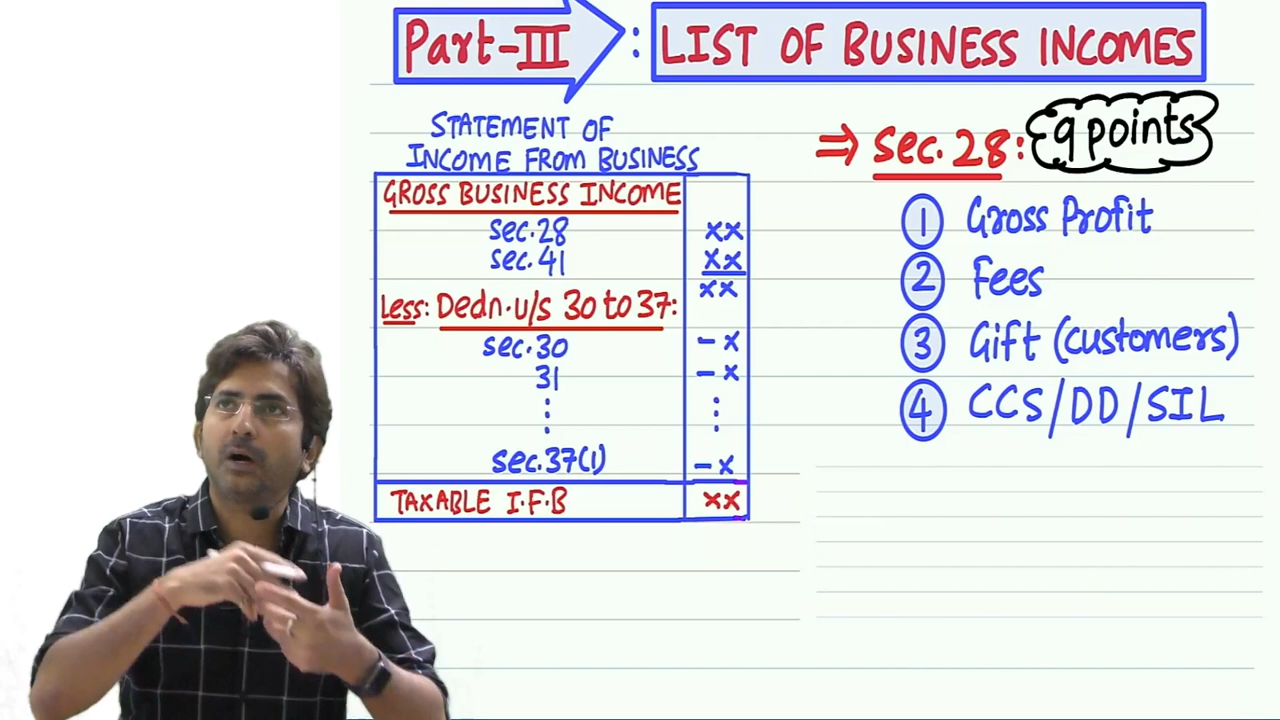 Part-III : LIST OF BUSINESS INCOMES
STATEMENT OF
INCOME FROM BUSINESS
GROSS BUSINESS INCOME
sec.28 xx
sec.41 xx
xx
Less: Dedn.u/s 30 to 37:
sec.30 - x
31 - x
sec.37(1) - x
TAXABLE I.F.B xx
⇒ sec.28: 9 points
1 Gross Profit
2 Fees
3 Gift (customers)
4 CCS/DD/SIL